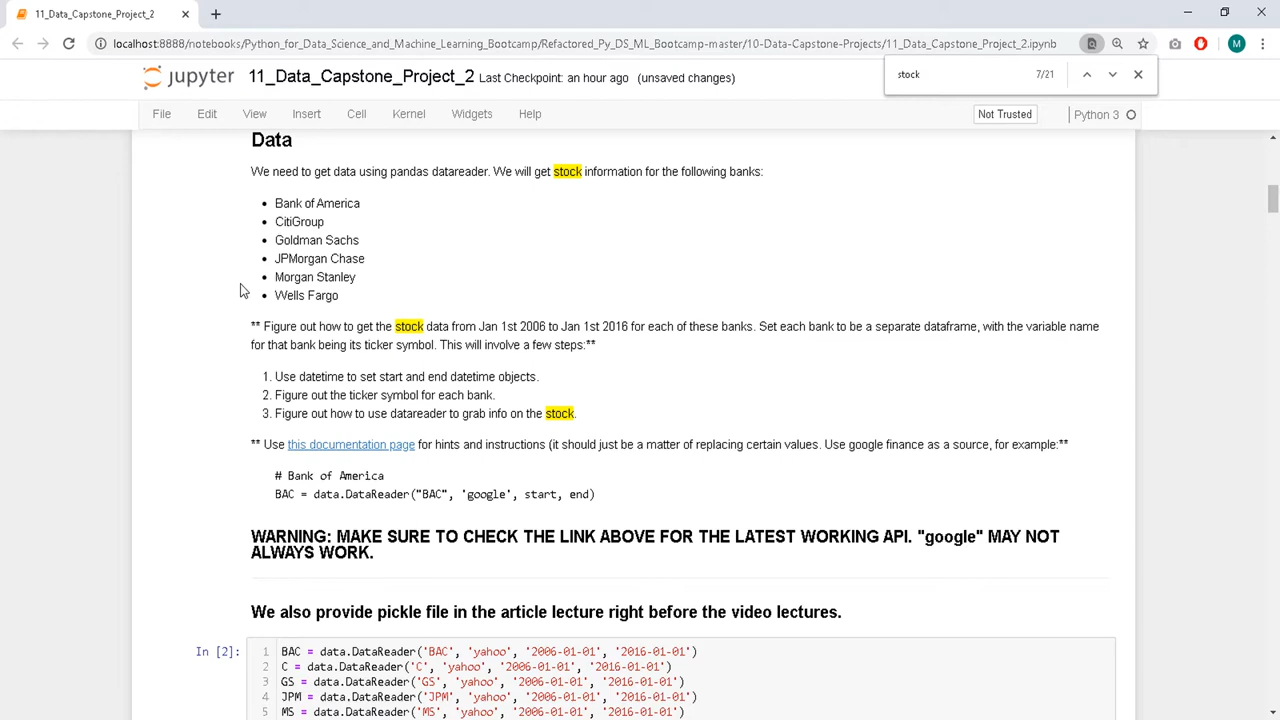 11_Data_Capstone_Project_2
localhost:8888/notebooks/Python_for_Data_Science_and_Machine_Learning_Bootcamp/Refactored_Py_DS_ML_Bootcamp-master/10-Data-Capstone-Projects/11_Data_Capstone_Project_2.ipynb
M
stock 7/21
jupyter 11_Data_Capstone_Project_2 Last Checkpoint: an hour ago (unsaved changes)
File Edit View Insert Cell Kernel Widgets Help Not Trusted Python 3
Data
We need to get data using pandas datareader. We will get stock information for the following banks:
• Bank of America
• CitiGroup
• Goldman Sachs
• JPMorgan Chase
• Morgan Stanley
• Wells Fargo
** Figure out how to get the stock data from Jan 1st 2006 to Jan 1st 2016 for each of these banks. Set each bank to be a separate dataframe, with the variable name
for that bank being its ticker symbol. This will involve a few steps:**
1. Use datetime to set start and end datetime objects.
2. Figure out the ticker symbol for each bank.
3. Figure out how to use datareader to grab info on the stock.
** Use this documentation page for hints and instructions (it should just be a matter of replacing certain values. Use google finance as a source, for example:**
# Bank of America
BAC = data.DataReader("BAC", 'google', start, end)
WARNING: MAKE SURE TO CHECK THE LINK ABOVE FOR THE LATEST WORKING API. "google" MAY NOT
ALWAYS WORK.
We also provide pickle file in the article lecture right before the video lectures.
In [2]: 1 BAC = data.DataReader('BAC', 'yahoo', '2006-01-01', '2016-01-01')
2 C = data.DataReader('C', 'yahoo', '2006-01-01', '2016-01-01')
3 GS = data.DataReader('GS', 'yahoo', '2006-01-01', '2016-01-01')
4 JPM = data.DataReader('JPM', 'yahoo', '2006-01-01', '2016-01-01')
5 MS = data.DataReader('MS', 'yahoo', '2006-01-01', '2016-01-01')